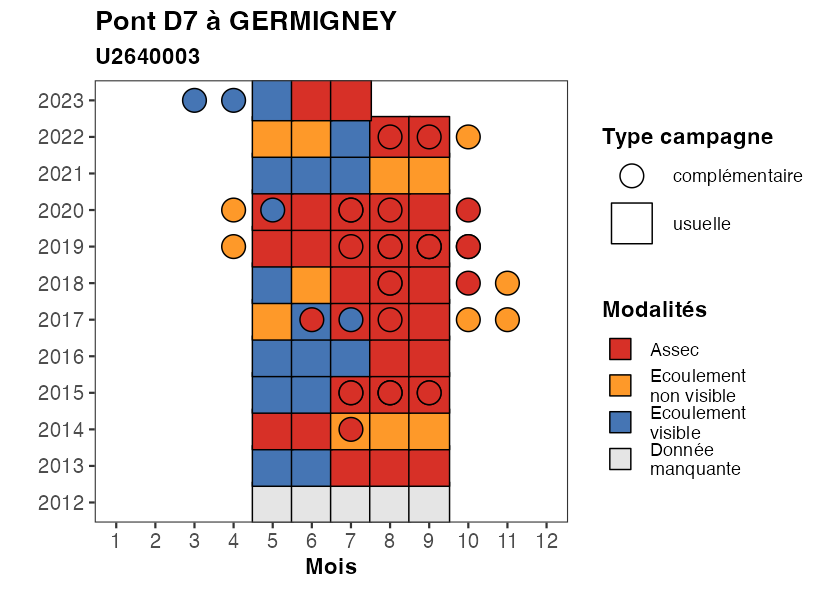 Pont D7 à GERMIGNEY
U2640003
2023
2022
2021
2020
2019
2018
2017
2016
2015
2014
2013
2012
1 2 3 4 5 6 7 8 9 10 11 12
Mois
Type campagne
complémentaire
usuelle
Modalités
Assec
Ecoulement
non visible
Ecoulement
visible
Donnée
manquante